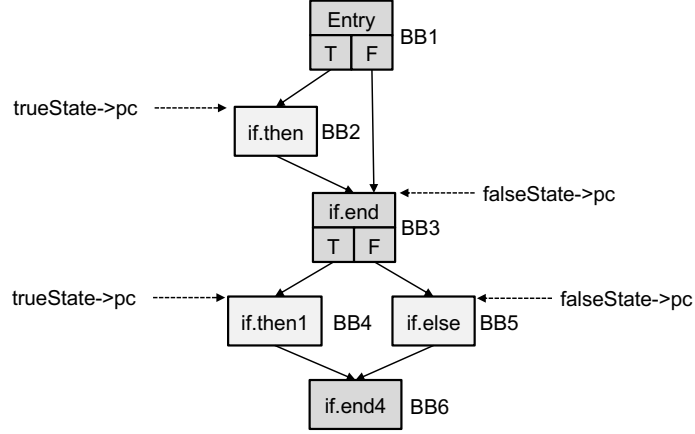 Entry
BB1
T F
trueState->pc
if.then BB2
falseState->pc
if.end
BB3
T F
trueState->pc
falseState->pc
if.then1 BB4 if.else BB5
if.end4 BB6